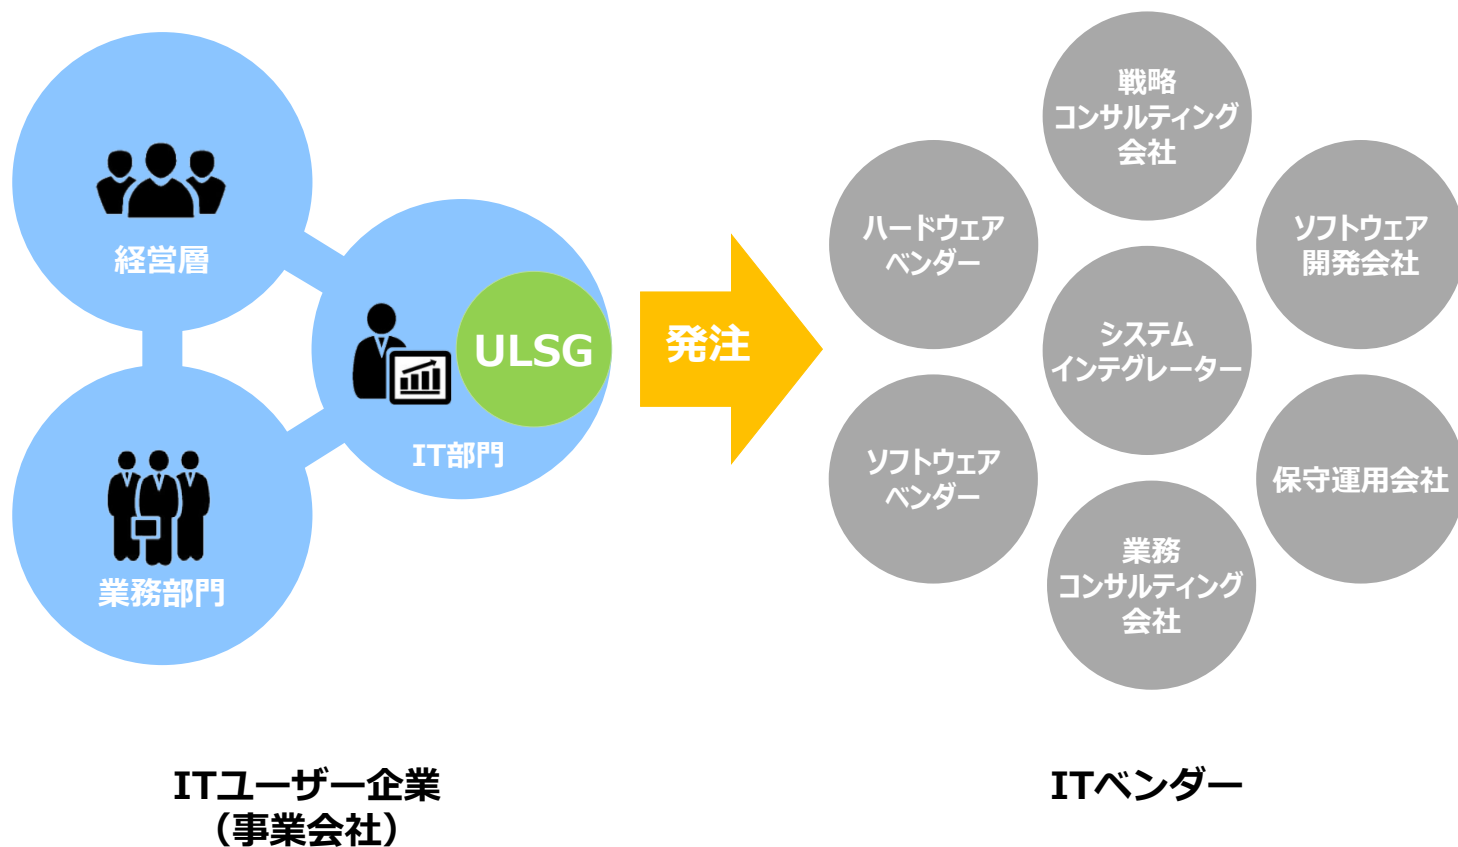 経営層
業務部門
IT部門
ULSG
発注
戦略
コンサルティング
会社
ハードウェア
ベンダー
ソフトウェア
開発会社
システム
インテグレーター
ソフトウェア
ベンダー
保守運用会社
業務
コンサルティング
会社
ITユーザー企業
（事業会社）
ITベンダー